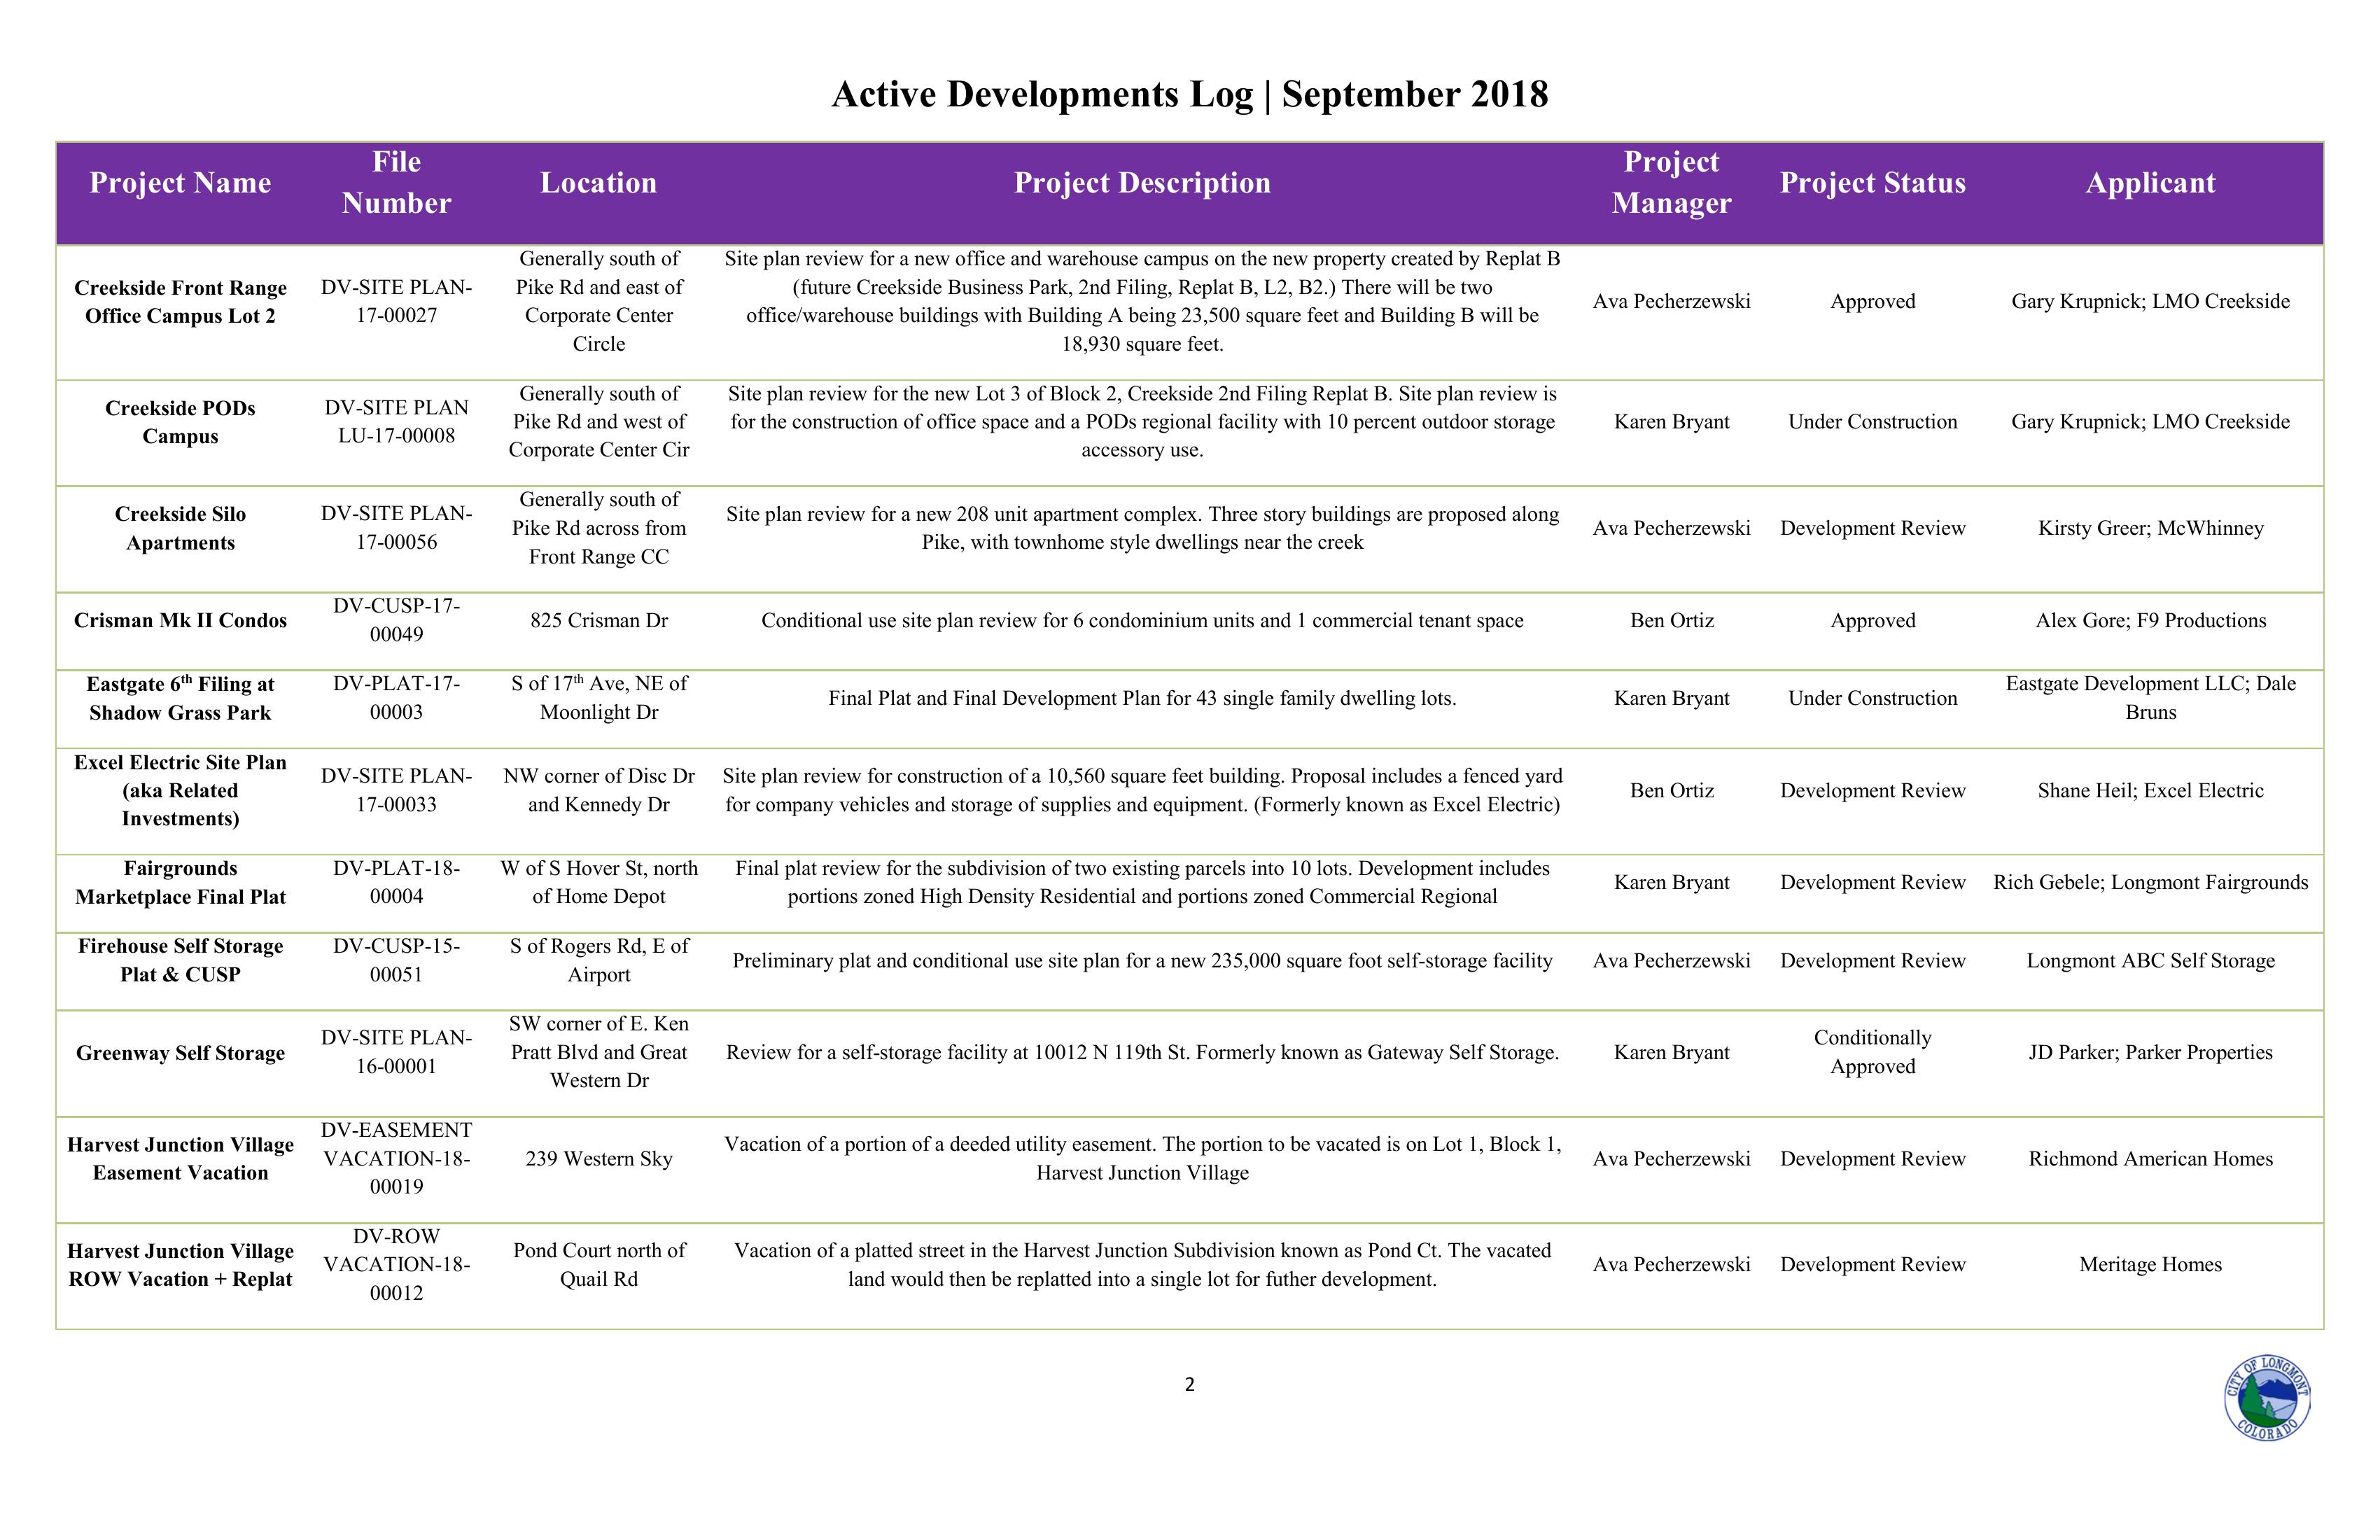 Active Developments Log | September 2018
Project Name
File
Number
Location
Project Description
Project
Manager
Project Status
Applicant
Creekside Front Range
Office Campus Lot 2
DV-SITE PLAN-
17-00027
Generally south of
Pike Rd and east of
Corporate Center
Circle
Site plan review for a new office and warehouse campus on the new property created by Replat B
(future Creekside Business Park, 2nd Filing, Replat B, L2, B2.) There will be two
office/warehouse buildings with Building A being 23,500 square feet and Building B will be
18,930 square feet.
Ava Pecherzewski
Approved
Gary Krupnick; LMO Creekside
Creekside PODs
Campus
DV-SITE PLAN
LU-17-00008
Generally south of
Pike Rd and west of
Corporate Center Cir
Site plan review for the new Lot 3 of Block 2, Creekside 2nd Filing Replat B. Site plan review is
for the construction of office space and a PODs regional facility with 10 percent outdoor storage
accessory use.
Karen Bryant
Under Construction
Gary Krupnick; LMO Creekside
Creekside Silo
Apartments
DV-SITE PLAN-
17-00056
Generally south of
Pike Rd across from
Front Range CC
Site plan review for a new 208 unit apartment complex. Three story buildings are proposed along
Pike, with townhome style dwellings near the creek
Ava Pecherzewski
Development Review
Kirsty Greer; McWhinney
Crisman Mk II Condos
DV-CUSP-17-
00049
825 Crisman Dr
Conditional use site plan review for 6 condominium units and 1 commercial tenant space
Ben Ortiz
Approved
Alex Gore; F9 Productions
Eastgate 6th Filing at
Shadow Grass Park
DV-PLAT-17-
00003
S of 17th Ave, NE of
Moonlight Dr
Final Plat and Final Development Plan for 43 single family dwelling lots.
Karen Bryant
Under Construction
Eastgate Development LLC; Dale
Bruns
Excel Electric Site Plan
(aka Related
Investments)
DV-SITE PLAN-
17-00033
NW corner of Disc Dr
and Kennedy Dr
Site plan review for construction of a 10,560 square feet building. Proposal includes a fenced yard
for company vehicles and storage of supplies and equipment. (Formerly known as Excel Electric)
Ben Ortiz
Development Review
Shane Heil; Excel Electric
Fairgrounds
Marketplace Final Plat
DV-PLAT-18-
00004
W of S Hover St, north
of Home Depot
Final plat review for the subdivision of two existing parcels into 10 lots. Development includes
portions zoned High Density Residential and portions zoned Commercial Regional
Karen Bryant
Development Review
Rich Gebele; Longmont Fairgrounds
Firehouse Self Storage
Plat & CUSP
DV-CUSP-15-
00051
S of Rogers Rd, E of
Airport
Preliminary plat and conditional use site plan for a new 235,000 square foot self-storage facility
Ava Pecherzewski
Development Review
Longmont ABC Self Storage
Greenway Self Storage
DV-SITE PLAN-
16-00001
SW corner of E. Ken
Pratt Blvd and Great
Western Dr
Review for a self-storage facility at 10012 N 119th St. Formerly known as Gateway Self Storage.
Karen Bryant
Conditionally
Approved
JD Parker; Parker Properties
Harvest Junction Village
Easement Vacation
DV-EASEMENT
VACATION-18-
00019
239 Western Sky
Vacation of a portion of a deeded utility easement. The portion to be vacated is on Lot 1, Block 1,
Harvest Junction Village
Ava Pecherzewski
Development Review
Richmond American Homes
Harvest Junction Village
ROW Vacation + Replat
DV-ROW
VACATION-18-
00012
Pond Court north of
Quail Rd
Vacation of a platted street in the Harvest Junction Subdivision known as Pond Ct. The vacated
land would then be replatted into a single lot for futher development.
Ava Pecherzewski
Development Review
Meritage Homes
2
CITY OF LONGMONT
COLORADO